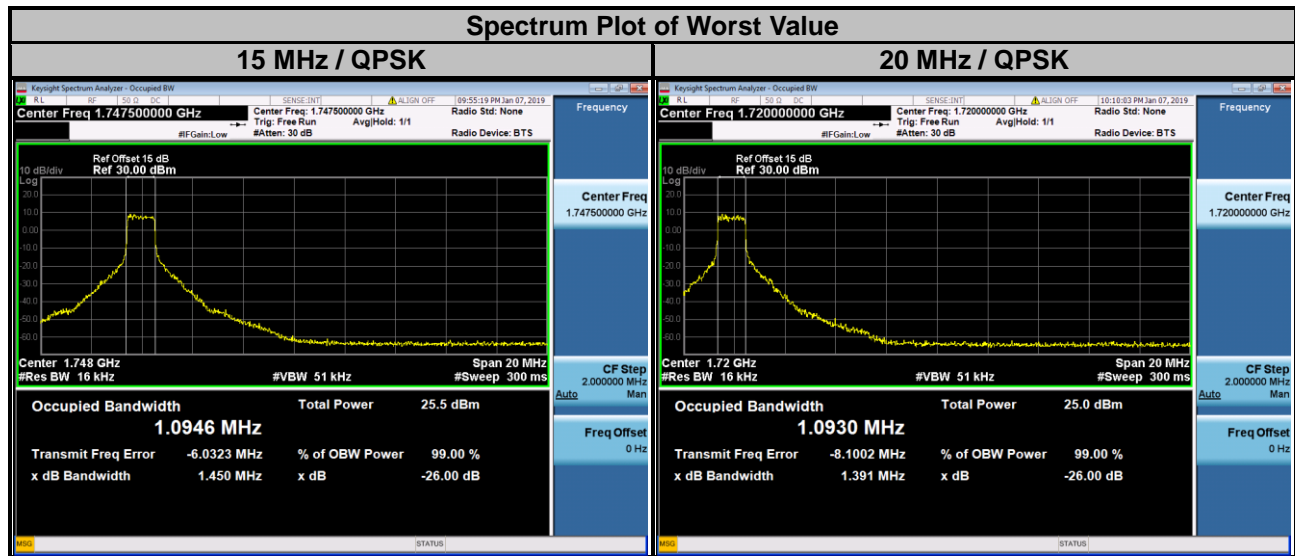 Spectrum Plot of Worst Value
15 MHz / QPSK
20 MHz / QPSK
Keysight Spectrum Analyzer - Occupied BW
RL RF 50 Ω DC SENSE:INT ALIGN OFF 09:55:19 PM Jan 07, 2019
Center Freq 1.747500000 GHz
Center Freq: 1.747500000 GHz
Radio Std: None
Trig: Free Run Avg|Hold: 1/1
#IFGain:Low
#Atten: 30 dB
Radio Device: BTS
Ref Offset 15 dB
10 dB/div Ref 30.00 dBm
Log
20.0
10.0
0.00
-10.0
-20.0
-30.0
-40.0
-50.0
-60.0
Center 1.748 GHz Span 20 MHz
#Res BW 16 kHz #VBW 51 kHz #Sweep 300 ms
Occupied Bandwidth Total Power 25.5 dBm
1.0946 MHz
Transmit Freq Error -6.0323 MHz % of OBW Power 99.00 %
x dB Bandwidth 1.450 MHz x dB -26.00 dB
MSG STATUS
Frequency
Center Freq
1.747500000 GHz
CF Step
2.000000 MHz
Auto Man
Freq Offset
0 Hz
Keysight Spectrum Analyzer - Occupied BW
RL RF 50 Ω DC SENSE:INT ALIGN OFF 10:10:03 PM Jan 07, 2019
Center Freq 1.720000000 GHz
Center Freq: 1.720000000 GHz
Radio Std: None
Trig: Free Run Avg|Hold: 1/1
#IFGain:Low
#Atten: 30 dB
Radio Device: BTS
Ref Offset 15 dB
10 dB/div Ref 30.00 dBm
Log
20.0
10.0
0.00
-10.0
-20.0
-30.0
-40.0
-50.0
-60.0
Center 1.72 GHz Span 20 MHz
#Res BW 16 kHz #VBW 51 kHz #Sweep 300 ms
Occupied Bandwidth Total Power 25.0 dBm
1.0930 MHz
Transmit Freq Error -8.1002 MHz % of OBW Power 99.00 %
x dB Bandwidth 1.391 MHz x dB -26.00 dB
MSG STATUS
Frequency
Center Freq
1.720000000 GHz
CF Step
2.000000 MHz
Auto Man
Freq Offset
0 Hz